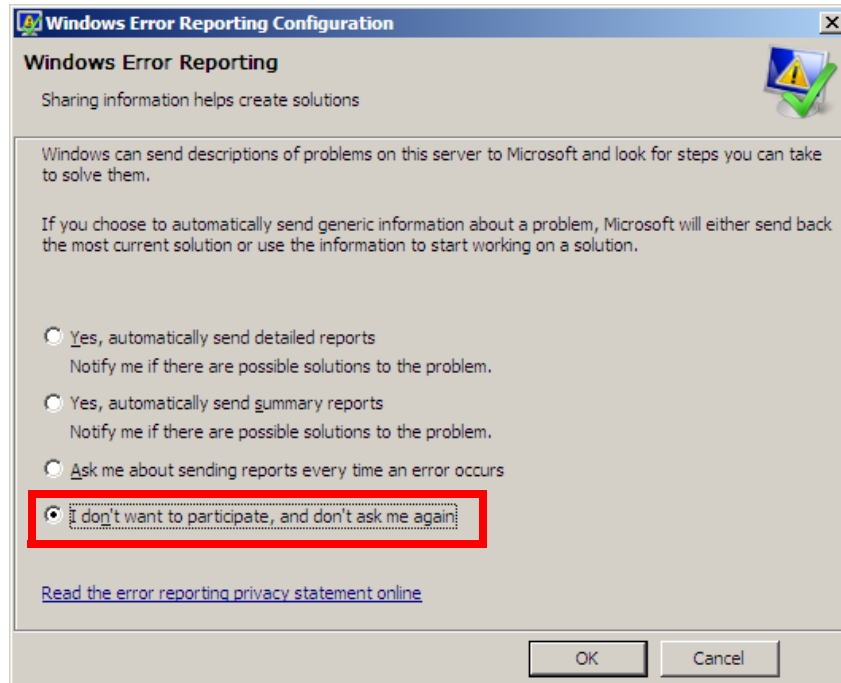 Windows Error Reporting Configuration
Windows Error Reporting
Sharing information helps create solutions
Windows can send descriptions of problems on this server to Microsoft and look for steps you can take
to solve them.
If you choose to automatically send generic information about a problem, Microsoft will either send back
the most current solution or use the information to start working on a solution.
Yes, automatically send detailed reports
Notify me if there are possible solutions to the problem.
Yes, automatically send summary reports
Notify me if there are possible solutions to the problem.
Ask me about sending reports every time an error occurs
I don't want to participate, and don't ask me again
Read the error reporting privacy statement online
OK
Cancel